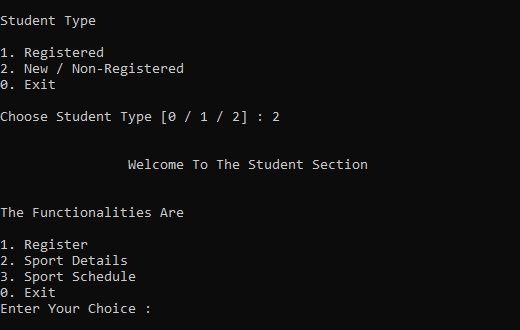 Student Type
1. Registered
2. New / Non-Registered
0. Exit
Choose Student Type [0 / 1 / 2] : 2
Welcome To The Student Section
The Functionalities Are
1. Register
2. Sport Details
3. Sport Schedule
0. Exit
Enter Your Choice :